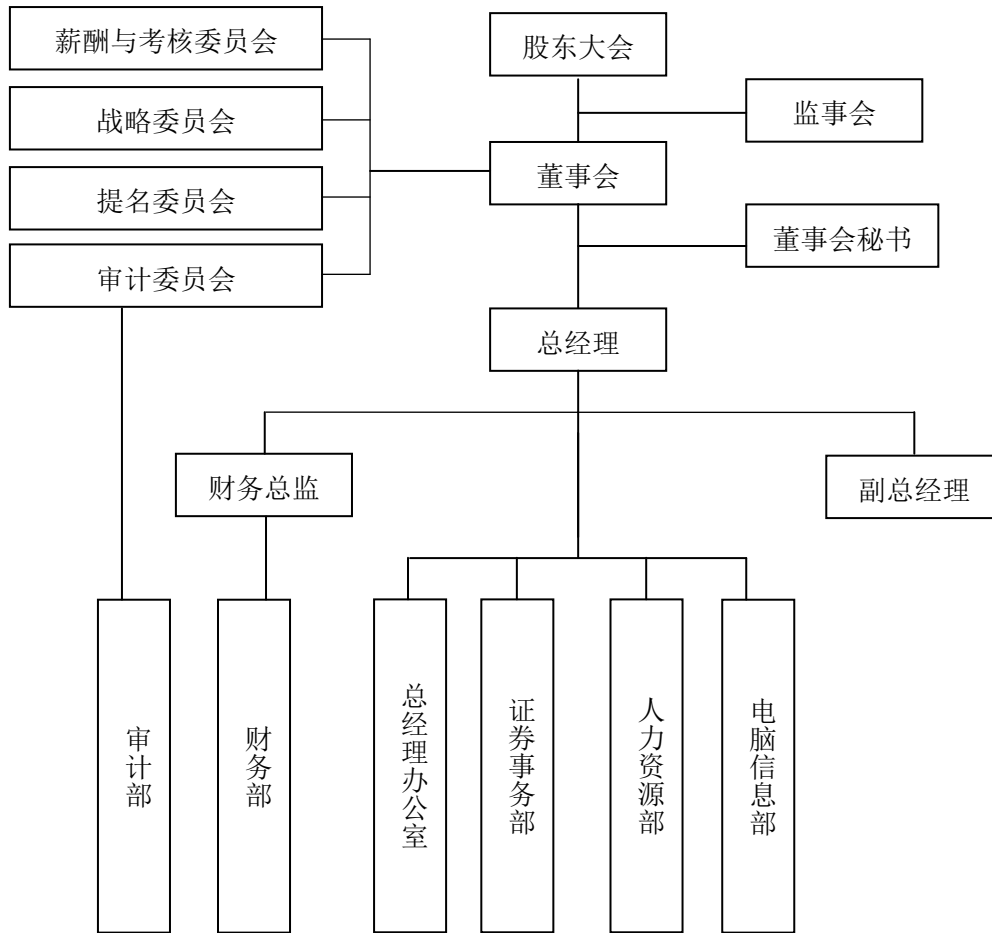 薪酬与考核委员会
股东大会
战略委员会
监事会
提名委员会
董事会
董事会秘书
审计委员会
总经理
财务总监
副总经理
审计部
财务部
总经理办公室
证券事务部
人力资源部
电脑信息部